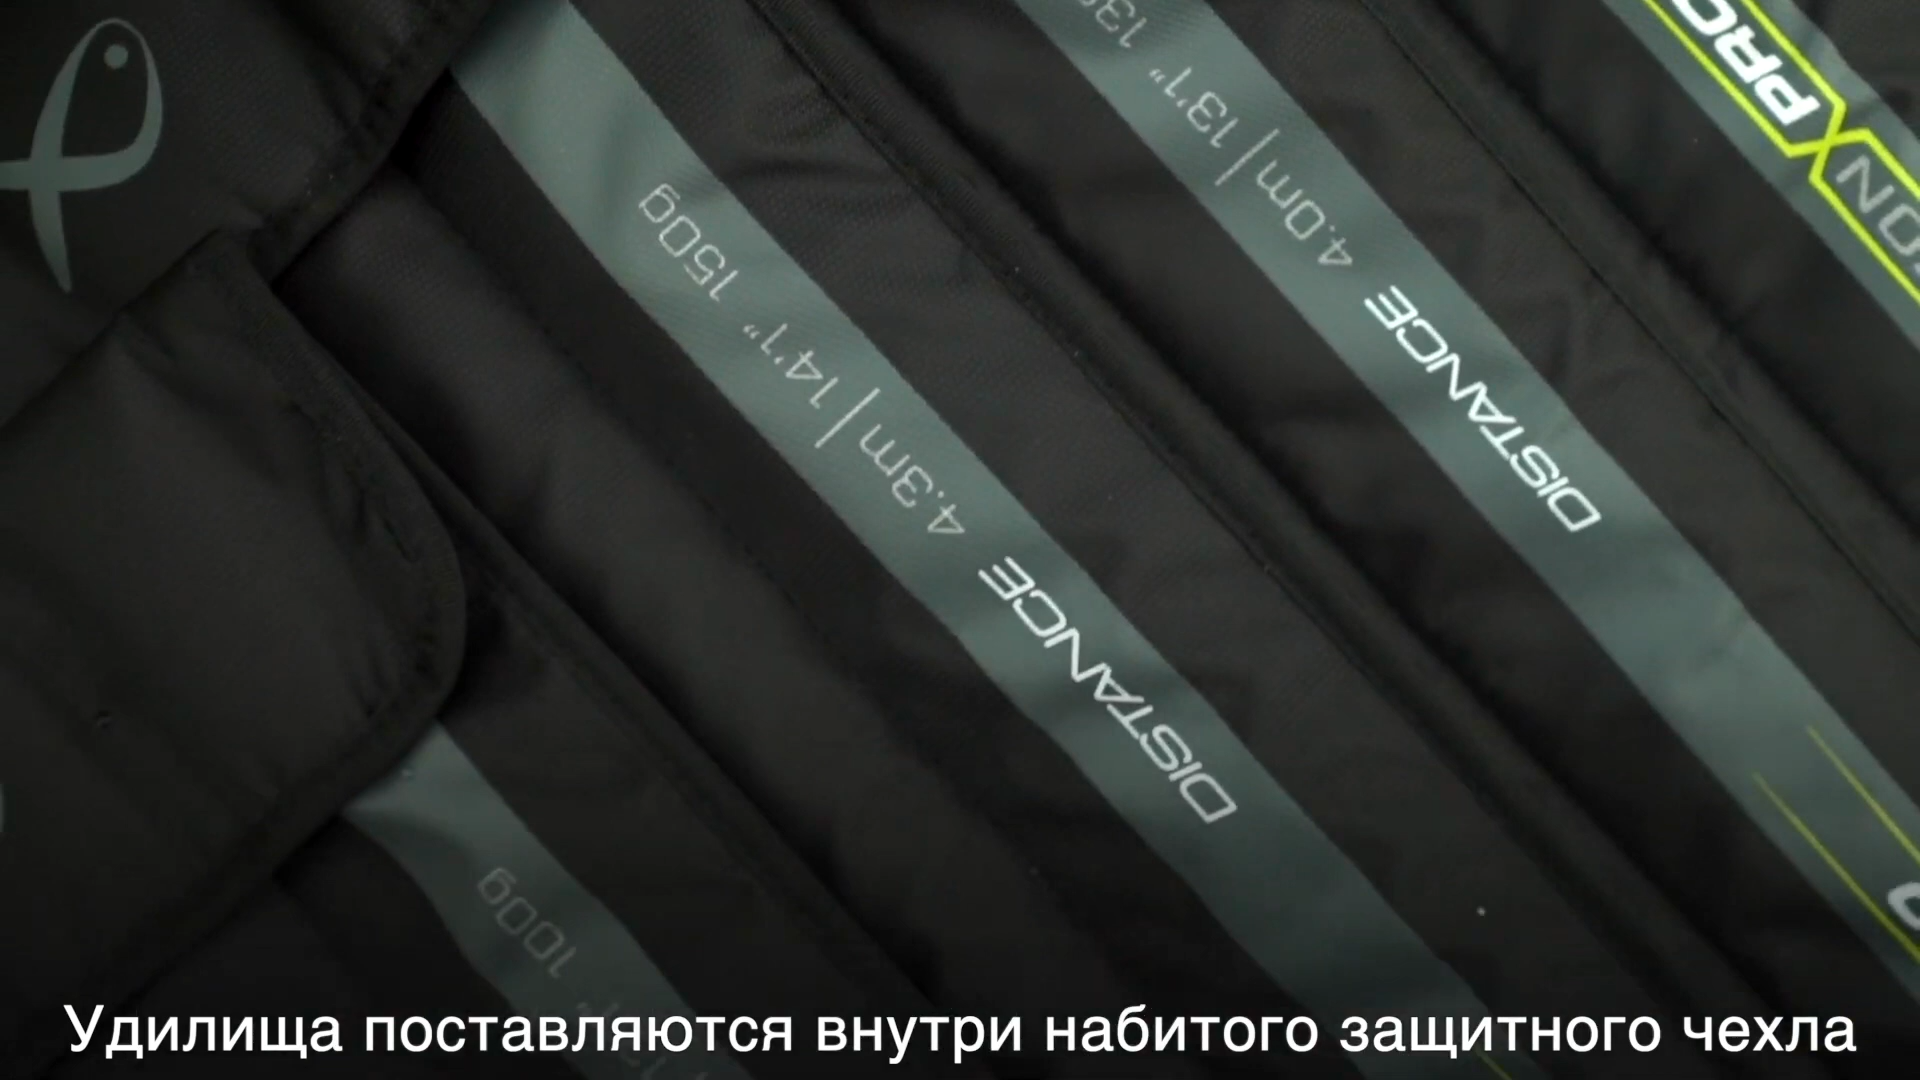 PRO
DISTANCE 4.0m | 13'1"
DISTANCE 4.3m | 14'1" 150g
100g
Удилища поставляются внутри набитого защитного чехла